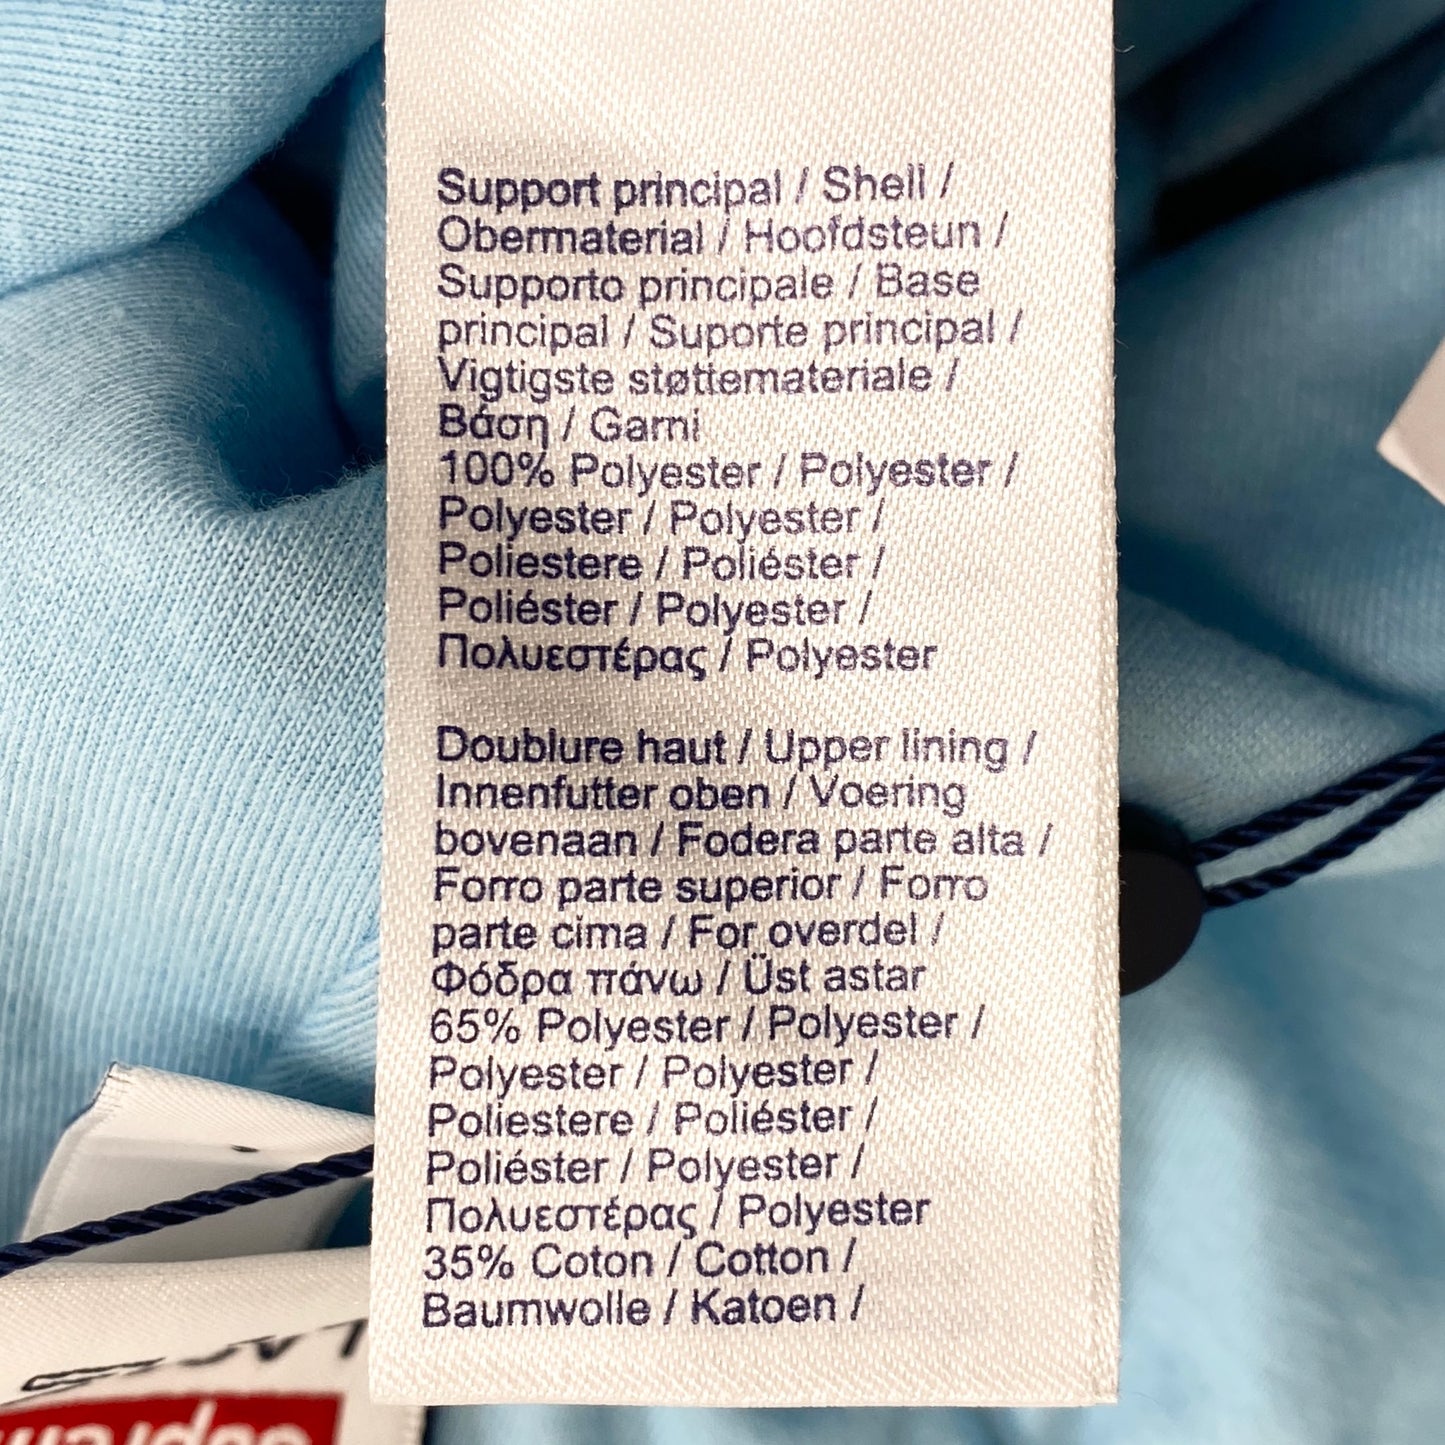 Support principal / Shell /
Obermaterial / Hoofdsteun /
Supporto principale / Base
principal / Suporte principal /
Vigtigste støttemateriale /
Βάση / Garni
100% Polyester / Polyester /
Polyester / Polyester /
Poliestere / Poliéster /
Poliéster / Polyester /
Πολυεστέρας / Polyester
Doublure haut / Upper lining /
Innenfutter oben / Voering
bovenaan / Fodera parte alta /
Forro parte superior / Forro
parte cima / For overdel /
Φόδρα πάνω / Üst astar
65% Polyester / Polyester /
Polyester / Polyester /
Poliestere / Poliéster /
Poliéster / Polyester /
Πολυεστέρας / Polyester
35% Coton / Cotton /
Baumwolle / Katoen /